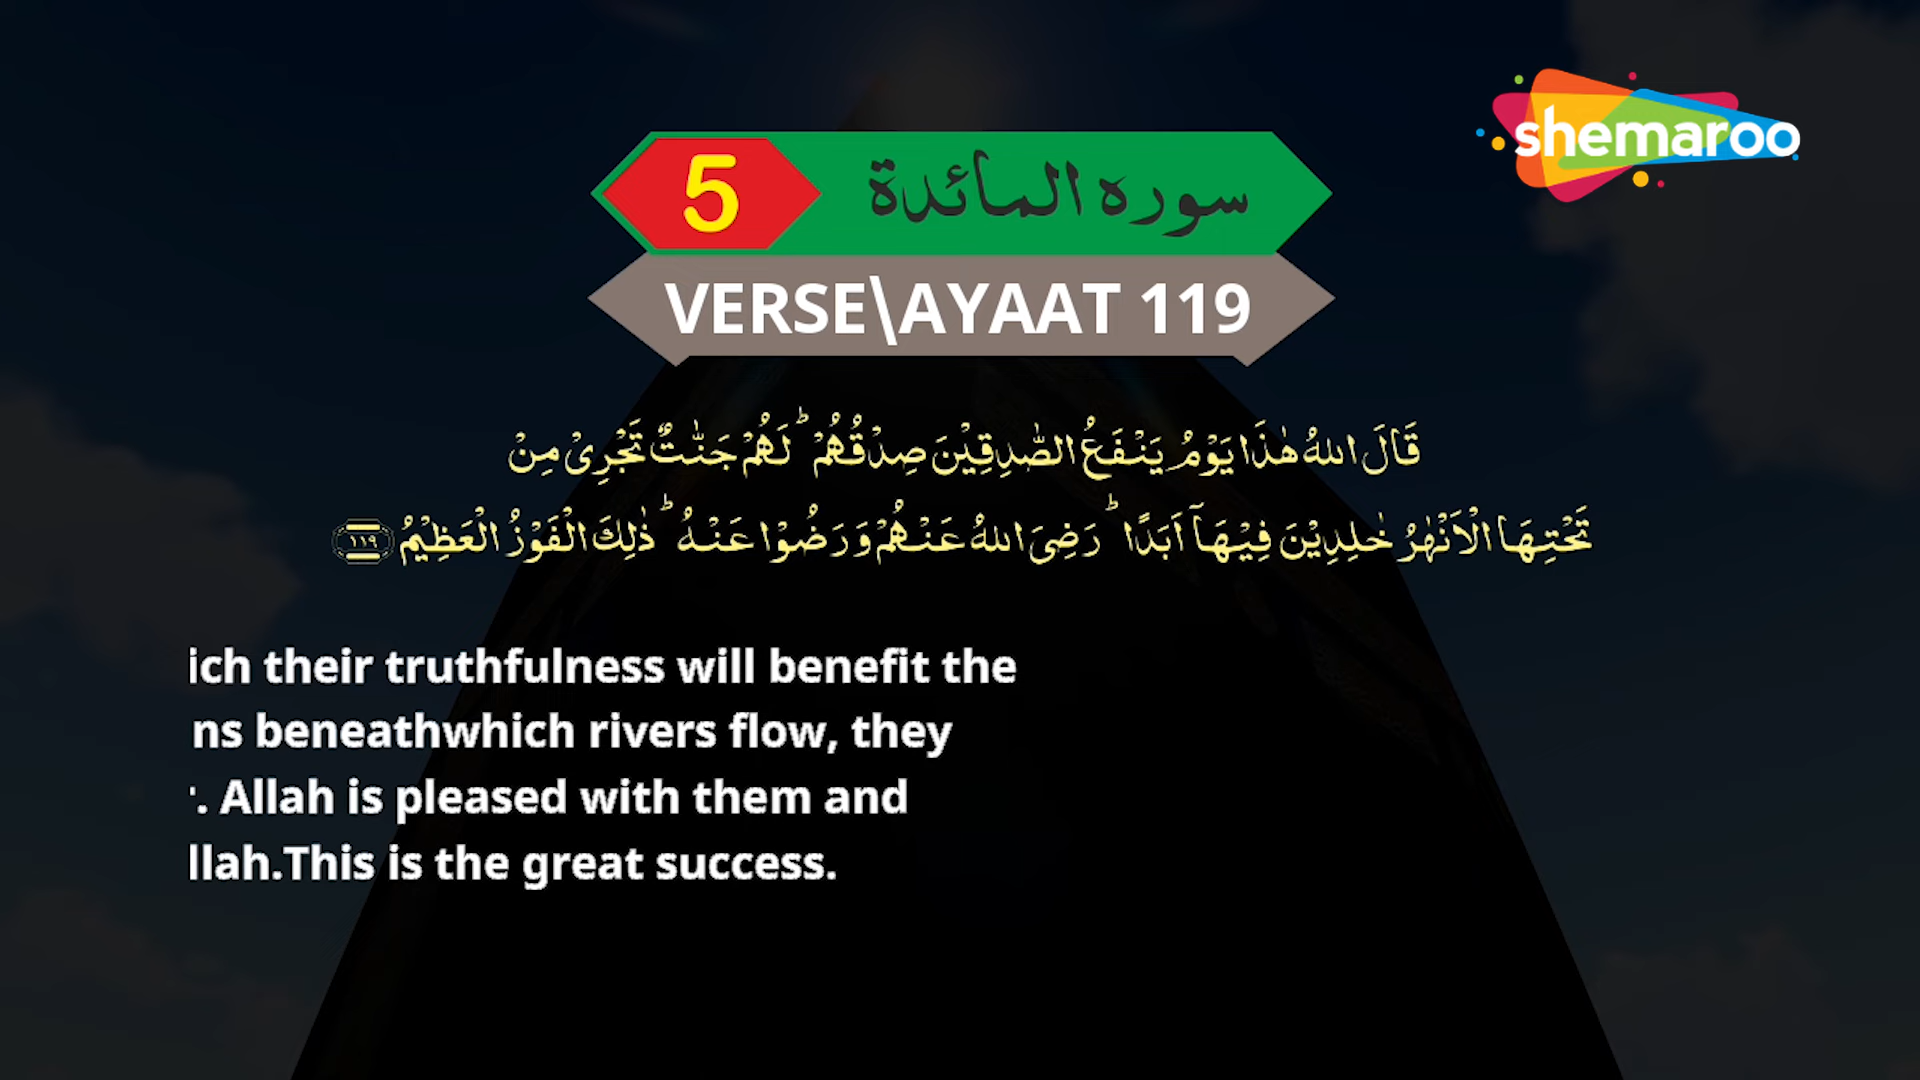 shemaroo
5 سوره المائدة
VERSE\AYAAT 119
قَالَ اللهُ هٰذَا يَوْمُ يَنْفَعُ الصّٰدِقِيْنَ صِدْقُهُمْ ؕ لَهُمْ جَنّٰتٌ تَجْرِىْ مِنْ
تَحْتِهَا الْاَنْهٰرُ خٰلِدِيْنَ فِيْهَاۤ اَبَدًا ؕ رَضِىَ اللهُ عَنْهُمْ وَرَضُوْا عَنْهُ ؕ ذٰلِكَ الْفَوْزُ الْعَظِيْمُ ١١٩
ich their truthfulness will benefit the
ns beneathwhich rivers flow, they
. Allah is pleased with them and
llah.This is the great success.